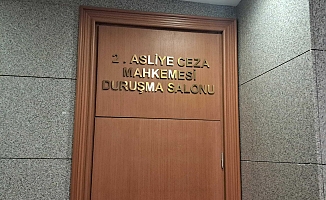 2. ASLİYE CEZA
MAHKEMESİ
DURUŞMA SALONU